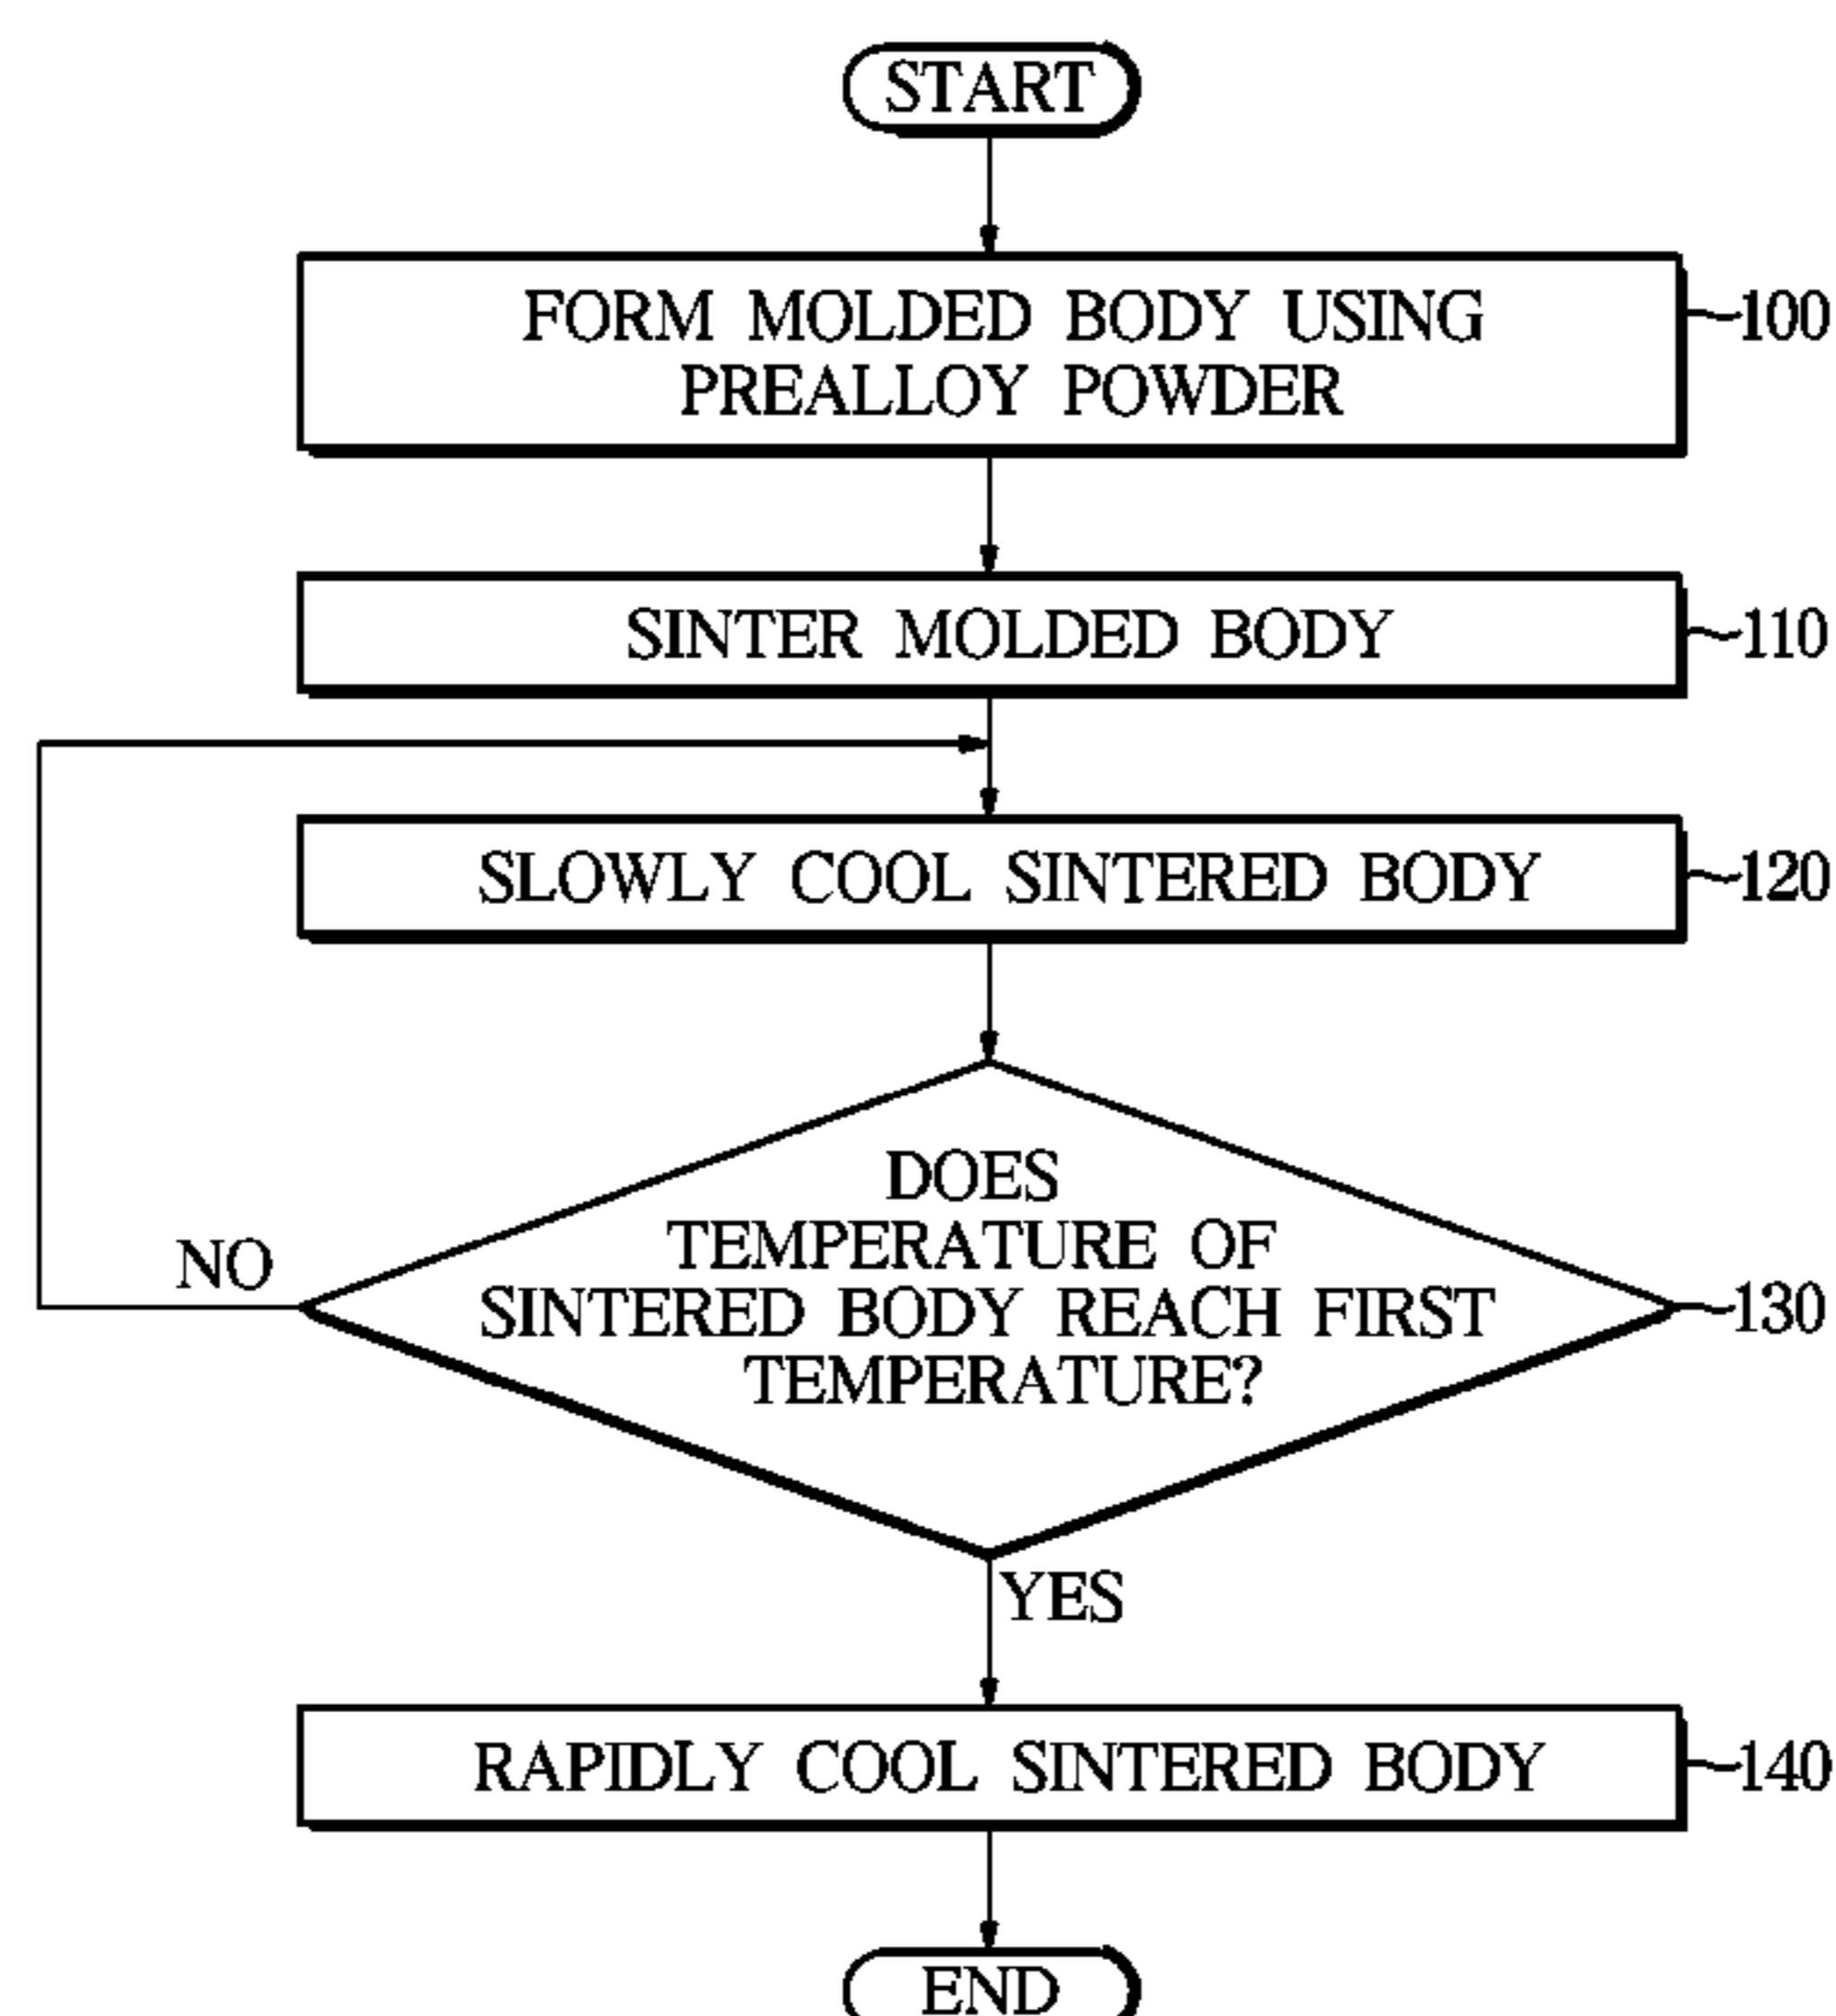 START
FORM MOLDED BODY USING
PREALLOY POWDER
100
SINTER MOLDED BODY
110
SLOWLY COOL SINTERED BODY
120
DOES
TEMPERATURE OF
SINTERED BODY REACH FIRST
TEMPERATURE?
NO
130
YES
RAPIDLY COOL SINTERED BODY
140
END